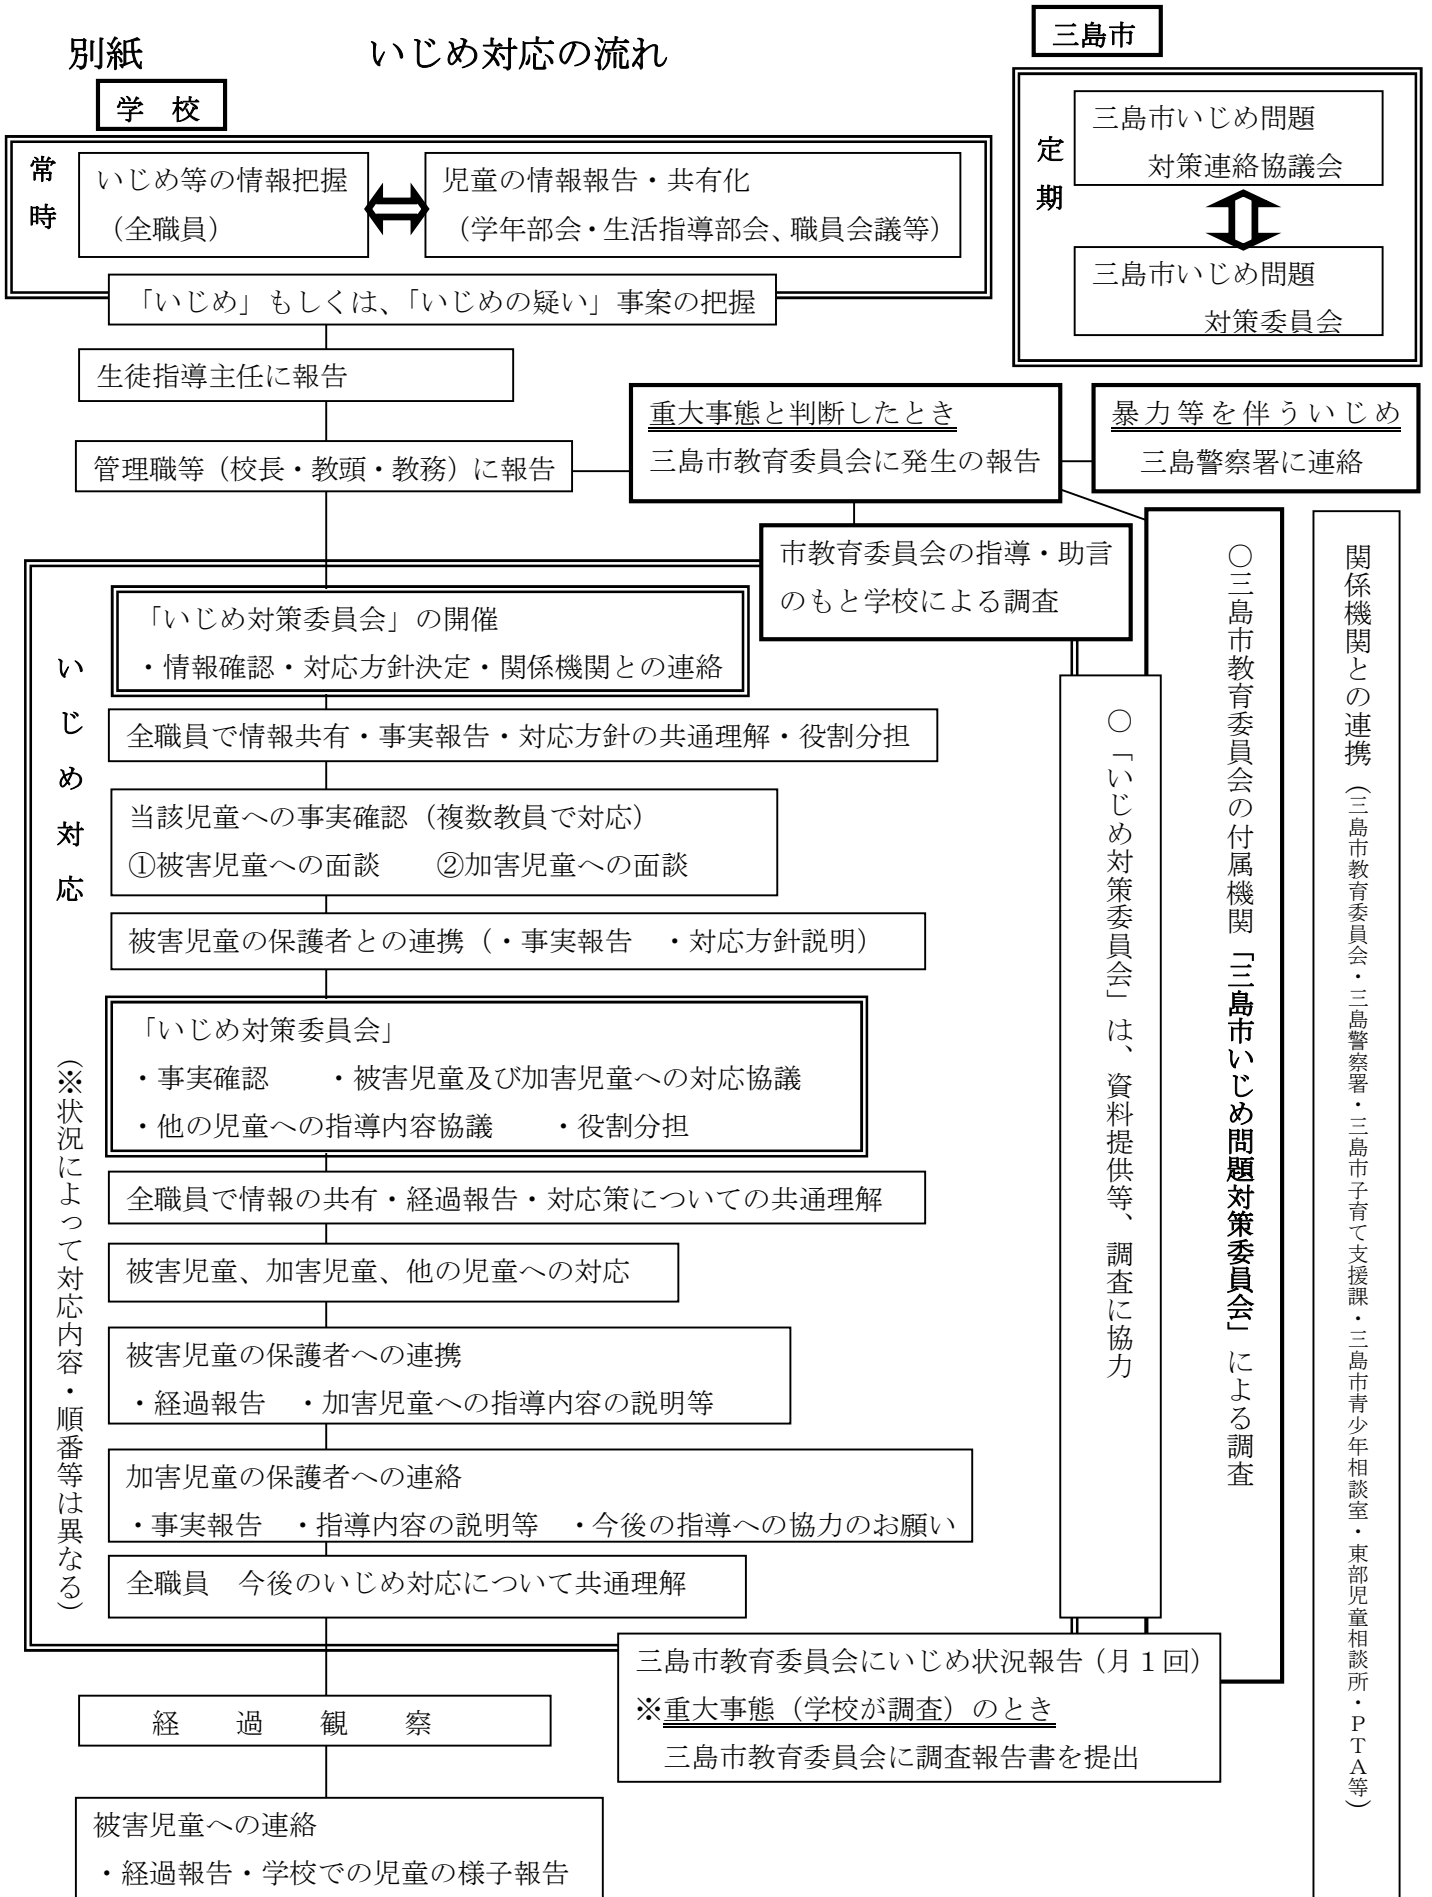 別紙
いじめ対応の流れ
三島市
学 校
常時
いじめ等の情報把握
（全職員）
児童の情報報告・共有化
（学年部会・生活指導部会、職員会議等）
「いじめ」もしくは、「いじめの疑い」事案の把握
定期
三島市いじめ問題
対策連絡協議会
三島市いじめ問題
対策委員会
生徒指導主任に報告
管理職等（校長・教頭・教務）に報告
重大事態と判断したとき
三島市教育委員会に発生の報告
暴力等を伴ういじめ
三島警察署に連絡
市教育委員会の指導・助言
のもと学校による調査
いじめ対応
（※状況によって対応内容・順番等は異なる）
「いじめ対策委員会」の開催
・情報確認・対応方針決定・関係機関との連絡
全職員で情報共有・事実報告・対応方針の共通理解・役割分担
当該児童への事実確認（複数教員で対応）
①被害児童への面談　②加害児童への面談
被害児童の保護者との連携（・事実報告　・対応方針説明）
「いじめ対策委員会」
・事実確認　・被害児童及び加害児童への対応協議
・他の児童への指導内容協議　・役割分担
全職員で情報の共有・経過報告・対応策についての共通理解
被害児童、加害児童、他の児童への対応
被害児童の保護者への連携
・経過報告　・加害児童への指導内容の説明等
加害児童の保護者への連絡
・事実報告　・指導内容の説明等　・今後の指導への協力のお願い
全職員　今後のいじめ対応について共通理解
○「いじめ対策委員会」は、資料提供等、調査に協力
○三島市教育委員会の付属機関「三島市いじめ問題対策委員会」による調査
関係機関との連携（三島市教育委員会・三島警察署・三島市子育て支援課・三島市青少年相談室・東部児童相談所・ＰＴＡ等）
三島市教育委員会にいじめ状況報告（月１回）
※重大事態（学校が調査）のとき
三島市教育委員会に調査報告書を提出
経　過　観　察
被害児童への連絡
・経過報告・学校での児童の様子報告